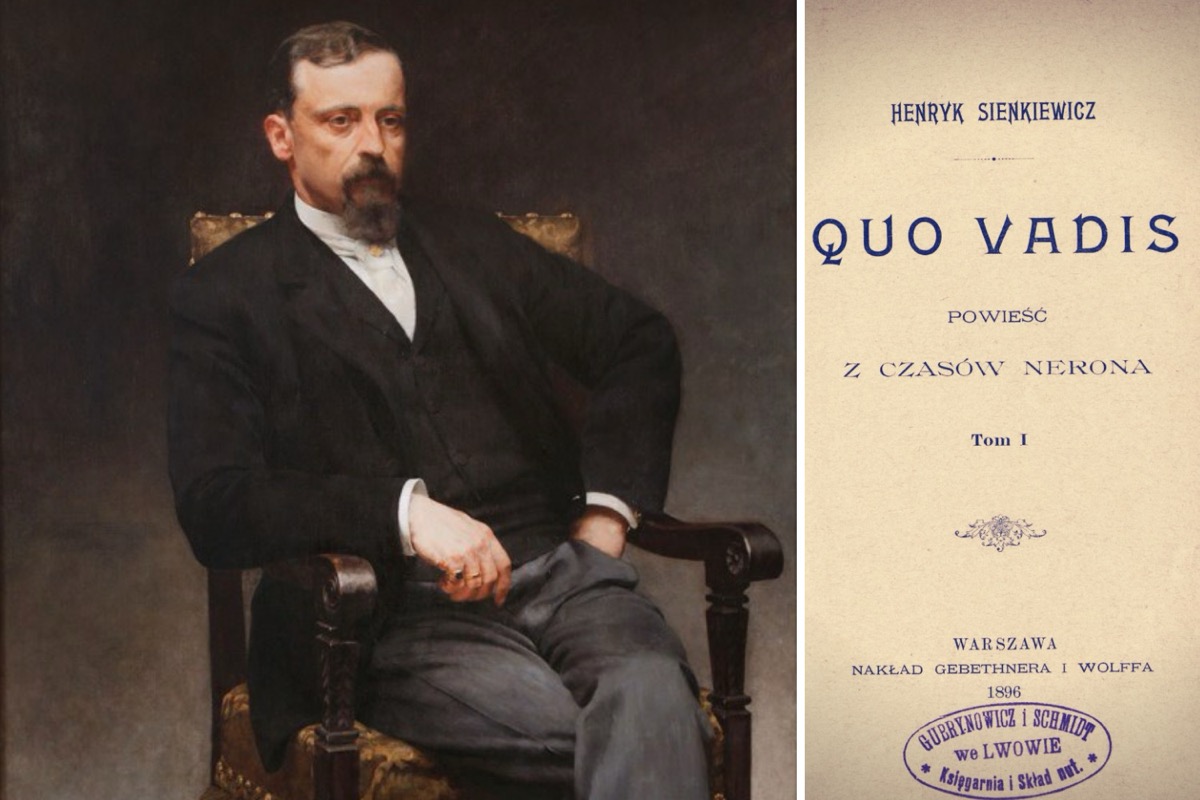 HENRYK SIENKIEWICZ
QUO VADIS
POWIEŚĆ
Z CZASÓW NERONA
Tom I
WARSZAWA
NAKŁAD GEBETHNERA I WOLFFA
1896
GUBRYNOWICZ i SCHMIDT
we LWOWIE
* Księgarnia i Skład nut. *